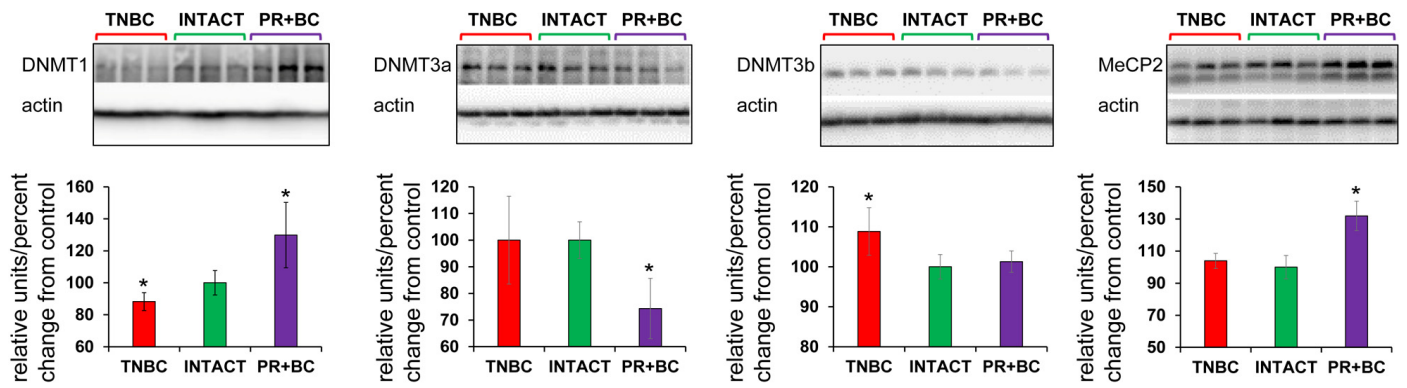 TNBC INTACT PR+BC
DNMT1
actin
relative units/percent
change from control
160
140
120
100
80
60
*
*
TNBC INTACT PR+BC
TNBC INTACT PR+BC
DNMT3a
actin
relative units/percent
change from control
120
110
100
90
80
70
60
*
TNBC INTACT PR+BC
TNBC INTACT PR+BC
DNMT3b
actin
relative units/percent
change from control
120
110
100
90
80
*
TNBC INTACT PR+BC
TNBC INTACT PR+BC
MeCP2
actin
relative units/percent
change from control
150
130
110
90
70
50
*
TNBC INTACT PR+BC